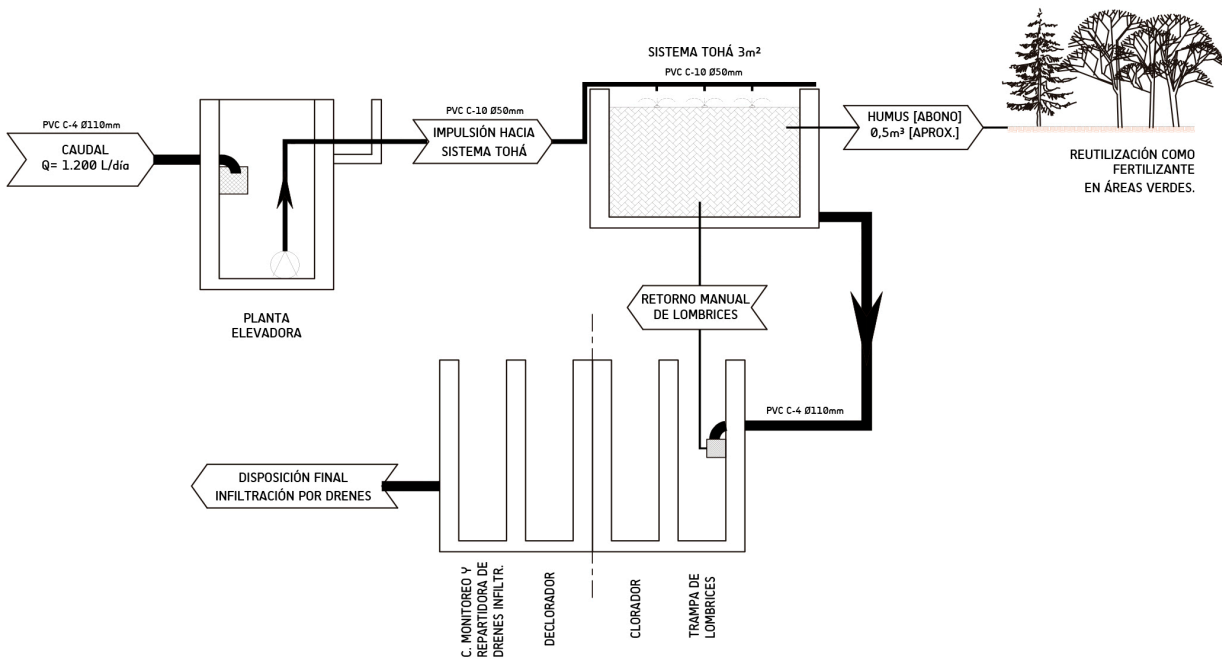 PVC C-4 Ø110mm
CAUDAL
Q= 1.200 L/día
PLANTA
ELEVADORA
PVC C-10 Ø50mm
IMPULSIÓN HACIA
SISTEMA TOHÁ
SISTEMA TOHÁ 3m²
PVC C-10 Ø50mm
HUMUS [ABONO]
0,5m³ [APROX.]
REUTILIZACIÓN COMO
FERTILIZANTE
EN ÁREAS VERDES.
RETORNO MANUAL
DE LOMBRICES
PVC C-4 Ø110mm
DISPOSICIÓN FINAL
INFILTRACIÓN POR DRENES
C. MONITOREO Y
REPARTIDORA DE
DRENES INFILTR.
DECLORADOR
CLORADOR
TRAMPA DE
LOMBRICES